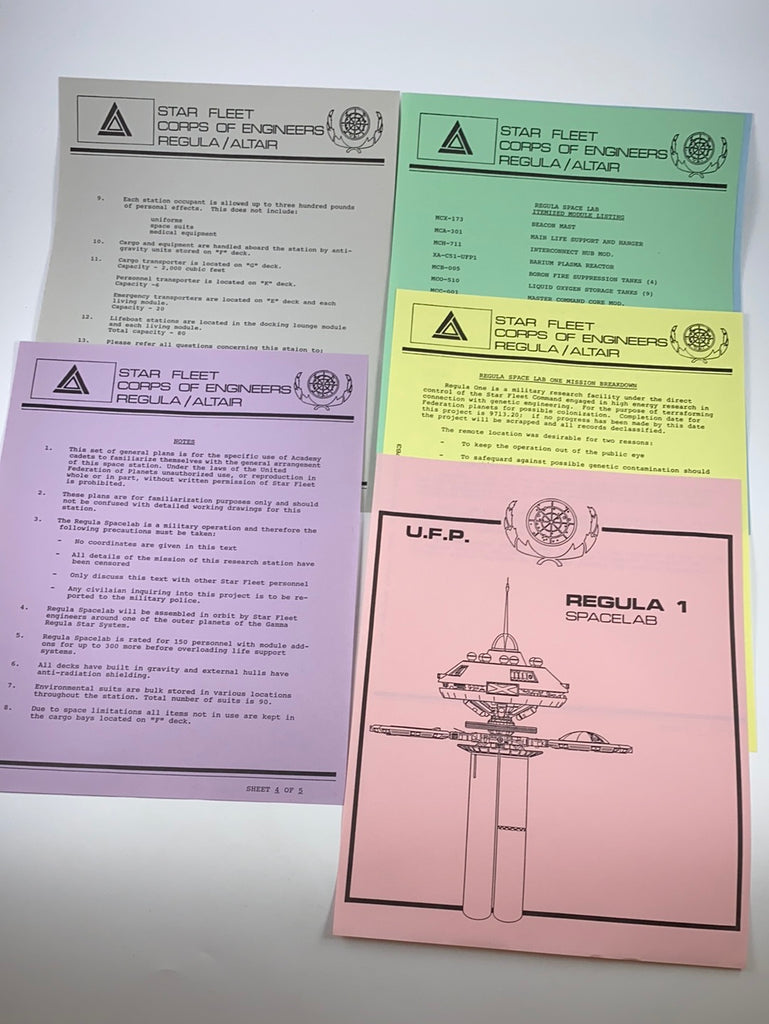 STAR FLEET
CORPS OF ENGINEERS
REGULA/ALTAIR
9. Each station occupant is allowed up to three hundred pounds
of personal effects. This does not include:
uniforms
space suits
medical equipment
10. Cargo and equipment are handled aboard the station by anti-
gravity units stored on "F" deck.
11. Cargo transporter is located on "G" deck.
Capacity - 2,000 cubic feet
Personnel transporter is located on "E" deck.
Capacity -6
Emergency transporters are located on "E" deck and each
living module.
Capacity - 20
12. Lifeboat stations are located in the docking lounge module
and each living module.
Total capacity - 80
13. Please refer all questions concerning this staion to:
STAR FLEET
CORPS OF ENGINEERS
REGULA/ALTAIR
REGULA SPACE LAB
ITEMIZED MODULE LISTING
MCX-173 BEACON MAST
MCA-301 MAIN LIFE SUPPORT AND HANGER
MCH-711 INTERCONNECT HUB MOD.
XA-C51-UFP1 BARIUM PLASMA REACTOR
MCB-005 BORON FIRE SUPPRESSION TANKS (4)
MCO-510 LIQUID OXYGEN STORAGE TANKS (9)
MCC-001 MASTER COMMAND CORE MOD.
STAR FLEET
CORPS OF ENGINEERS
REGULA/ALTAIR
REGULA SPACE LAB ONE MISSION BREAKDOWN
Regula One is a military research facility under the direct
control of the Star Fleet Command engaged in high energy research in
connection with genetic engineering. For the purpose of terraforming
Federation planets for possible colonization. Completion date for
this project is 9713.20; if no progress has been made by this date
the project will be scrapped and all records declassified.
The remote location was desirable for two reasons:
- To keep the operation out of the public eye
- To safeguard against possible genetic contamination should
STAR FLEET
CORPS OF ENGINEERS
REGULA/ALTAIR
NOTES
1. This set of general plans is for the specific use of Academy
cadets to familiarize themselves with the general arrangement
of this space station. Under the laws of the United
Federation of Planets unauthorized use, or reproduction in
whole or in part, without written permission of Star Fleet
is prohibited.
2. These plans are for familiarization purposes only and should
not be confused with detailed working drawings for this
station.
3. The Regula Spacelab is a military operation and therefore the
following precautions must be taken:
- No coordinates are given in this text
- All details of the mission of this research station have
been censored
- Only discuss this text with other Star Fleet personnel
- Any civilaian inquiring into this project is to be re-
ported to the military police.
4. Regula Spacelab will be assembled in orbit by Star Fleet
engineers around one of the outer planets of the Gamma
Regula Star System.
5. Regula Spacelab is rated for 150 personnel with module add-
ons for up to 300 more before overloading life support
systems.
6. All decks have built in gravity and external hulls have
anti-radiation shielding.
7. Environmental suits are bulk stored in various locations
throughout the station. Total number of suits is 90.
8. Due to space limitations all items not in use are kept in
the cargo bays located on "F" deck.
SHEET 4 OF 5
U.F.P.
REGULA 1
SPACELAB